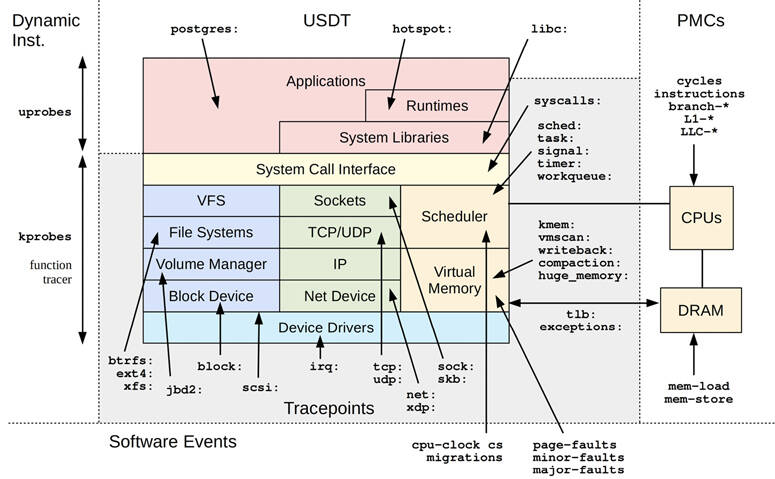 Dynamic
Inst.
USDT
PMCs
postgres:
hotspot:
libc:
Applications
Runtimes
System Libraries
System Call Interface
uprobes
kprobes
function
tracer
VFS
File Systems
Volume Manager
Block Device
Sockets
TCP/UDP
IP
Net Device
Scheduler
Virtual
Memory
Device Drivers
syscalls:
sched:
task:
signal:
timer:
workqueue:
kmem:
vmscan:
writeback:
compaction:
huge_memory:
tlb:
exceptions:
cycles
instructions
branch-*
L1-*
LLC-*
CPUs
DRAM
mem-load
mem-store
btrfs:
ext4:
xfs:
jbd2:
block:
scsi:
irq:
tcp:
udp:
sock:
skb:
net:
xdp:
Tracepoints
Software Events
cpu-clock cs
migrations
page-faults
minor-faults
major-faults